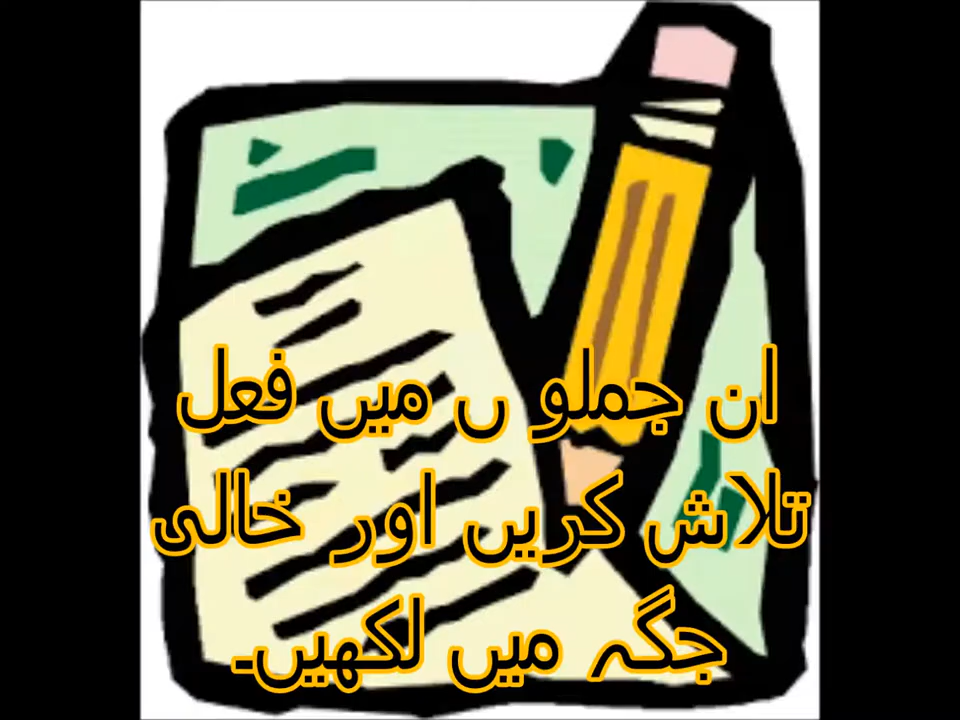 ان جملو ں میں فعل
تلاش کریں اور خالی
جگہ میں لکھیں۔